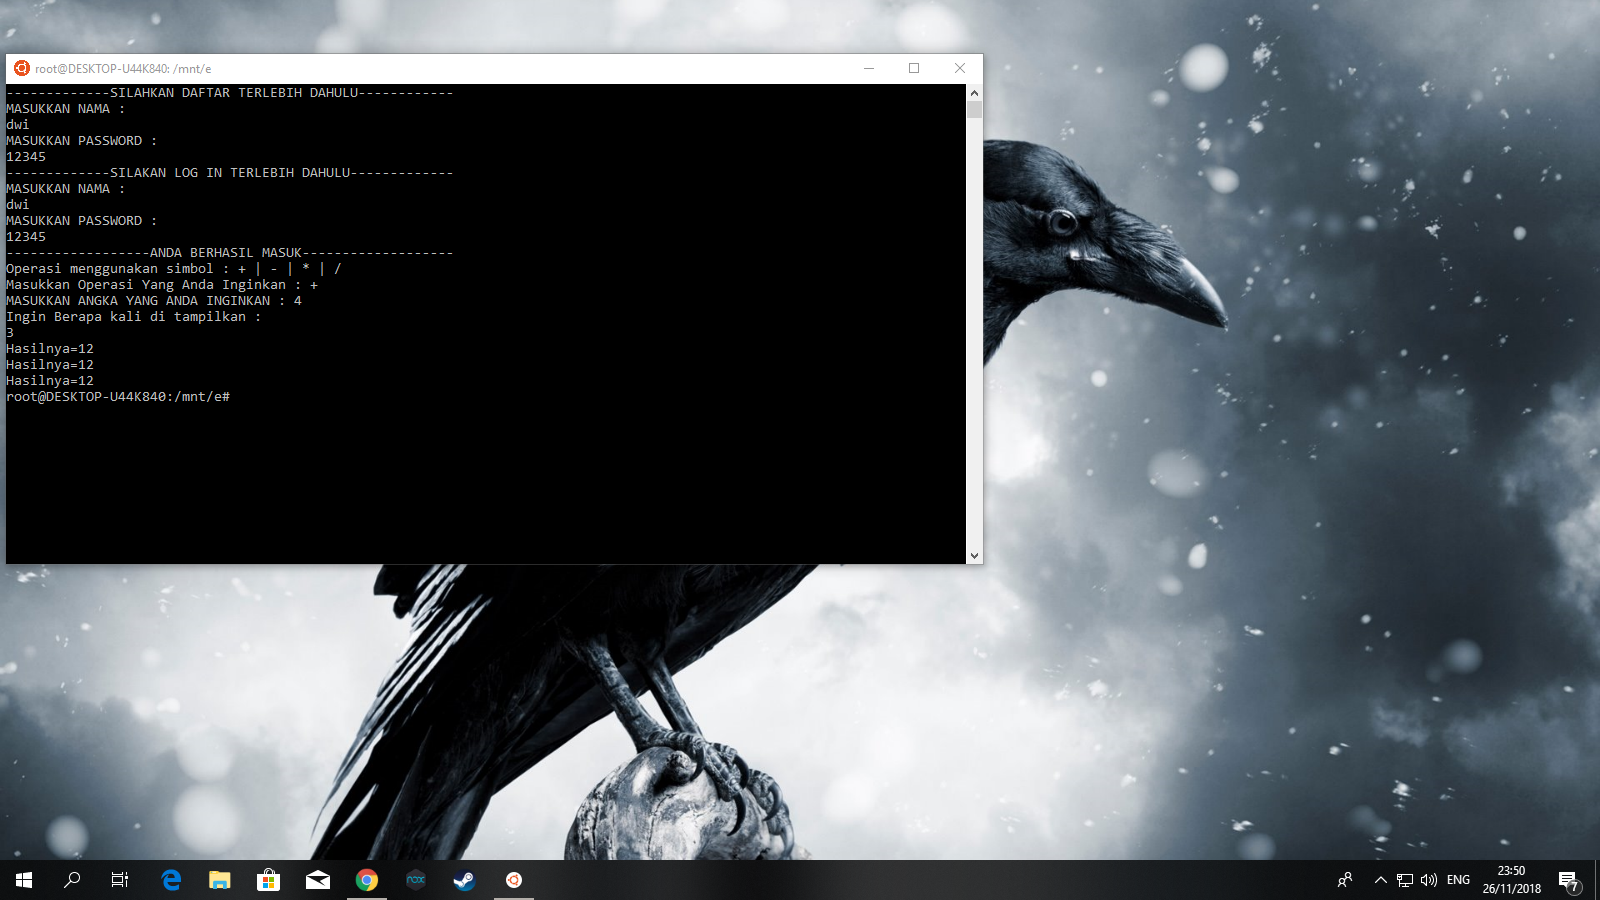 root@DESKTOP-U44K840: /mnt/e
-------------SILAHKAN DAFTAR TERLEBIH DAHULU------------
MASUKKAN NAMA :
dwi
MASUKKAN PASSWORD :
12345
-------------SILAKAN LOG IN TERLEBIH DAHULU-------------
MASUKKAN NAMA :
dwi
MASUKKAN PASSWORD :
12345
------------------ANDA BERHASIL MASUK-------------------
Operasi menggunakan simbol : + | - | * | /
Masukkan Operasi Yang Anda Inginkan : +
MASUKKAN ANGKA YANG ANDA INGINKAN : 4
Ingin Berapa kali di tampilkan :
3
Hasilnya=12
Hasilnya=12
Hasilnya=12
root@DESKTOP-U44K840:/mnt/e#
nox
ENG
23:50
26/11/2018
7